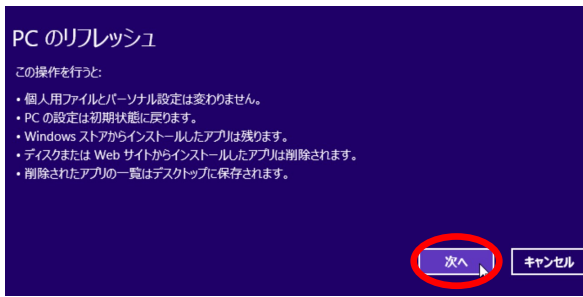 PC のリフレッシュ
この操作を行うと:
• 個人用ファイルとパーソナル設定は変わりません。
• PC の設定は初期状態に戻ります。
• Windows ストアからインストールしたアプリは残ります。
• ディスクまたは Web サイトからインストールしたアプリは削除されます。
• 削除されたアプリの一覧はデスクトップに保存されます。
次へ キャンセル